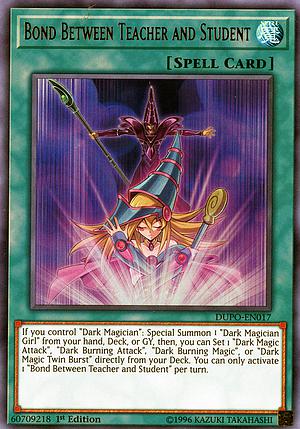 Bond Between Teacher and Student
[Spell Card]
DUPO-EN017
If you control "Dark Magician": Special Summon 1 "Dark Magician
Girl" from your hand, Deck, or GY, then, you can Set 1 "Dark Magic
Attack", "Dark Burning Attack", "Dark Burning Magic", or "Dark
Magic Twin Burst" directly from your Deck. You can only activate
1 "Bond Between Teacher and Student" per turn.
60709218
1st Edition
©1996 KAZUKI TAKAHASHI